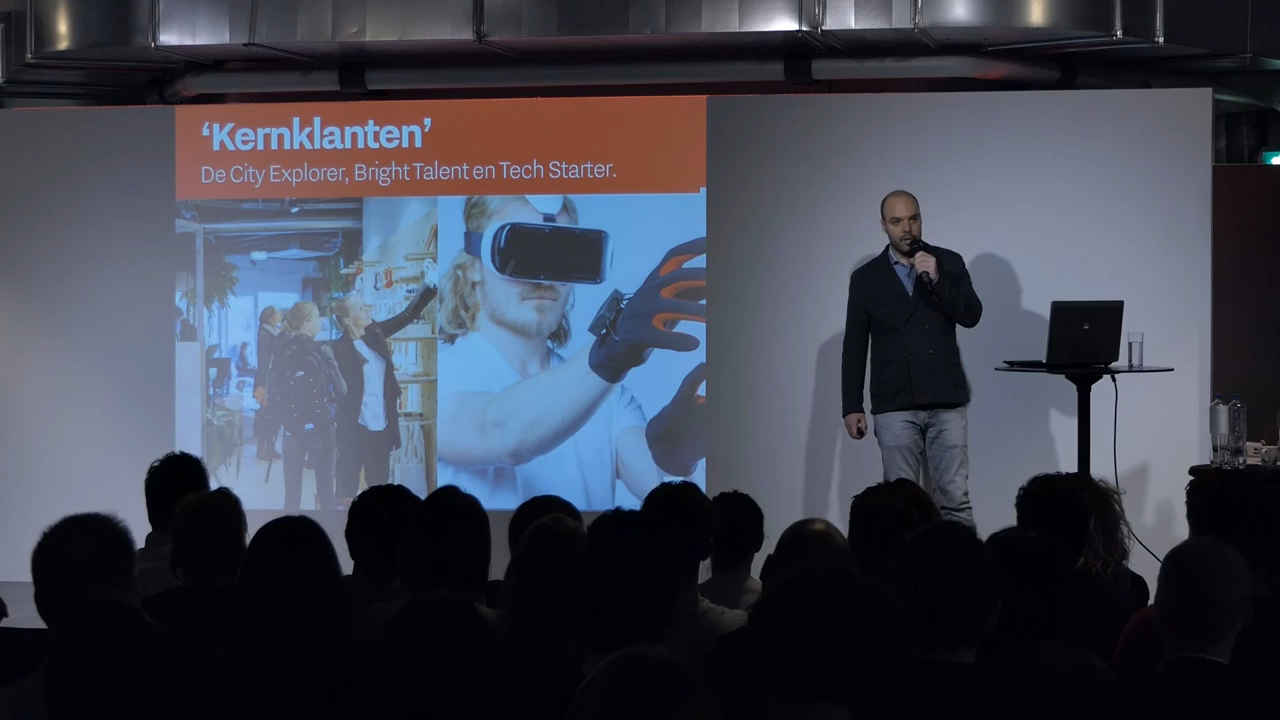 ‘Kernklanten’
De City Explorer, Bright Talent en Tech Starter.